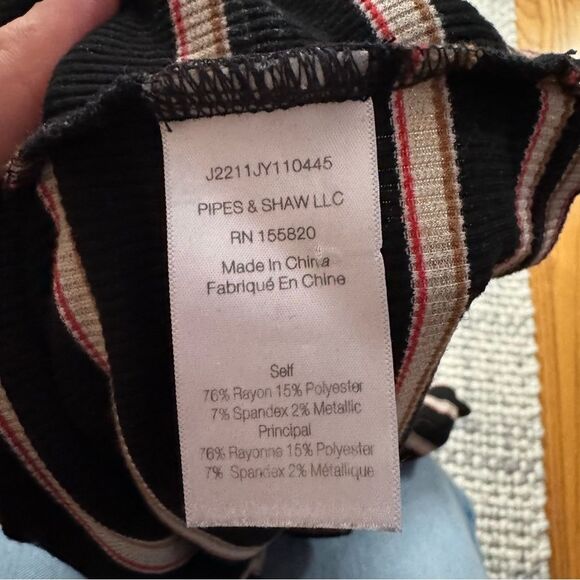 J2211JY110445
PIPES & SHAW LLC
RN 155820
Made In China
Fabriqué En Chine
Self
76% Rayon 15% Polyester
7% Spandex 2% Metallic
Principal
76% Rayonne 15% Polyester
7% Spandex 2% Métallique